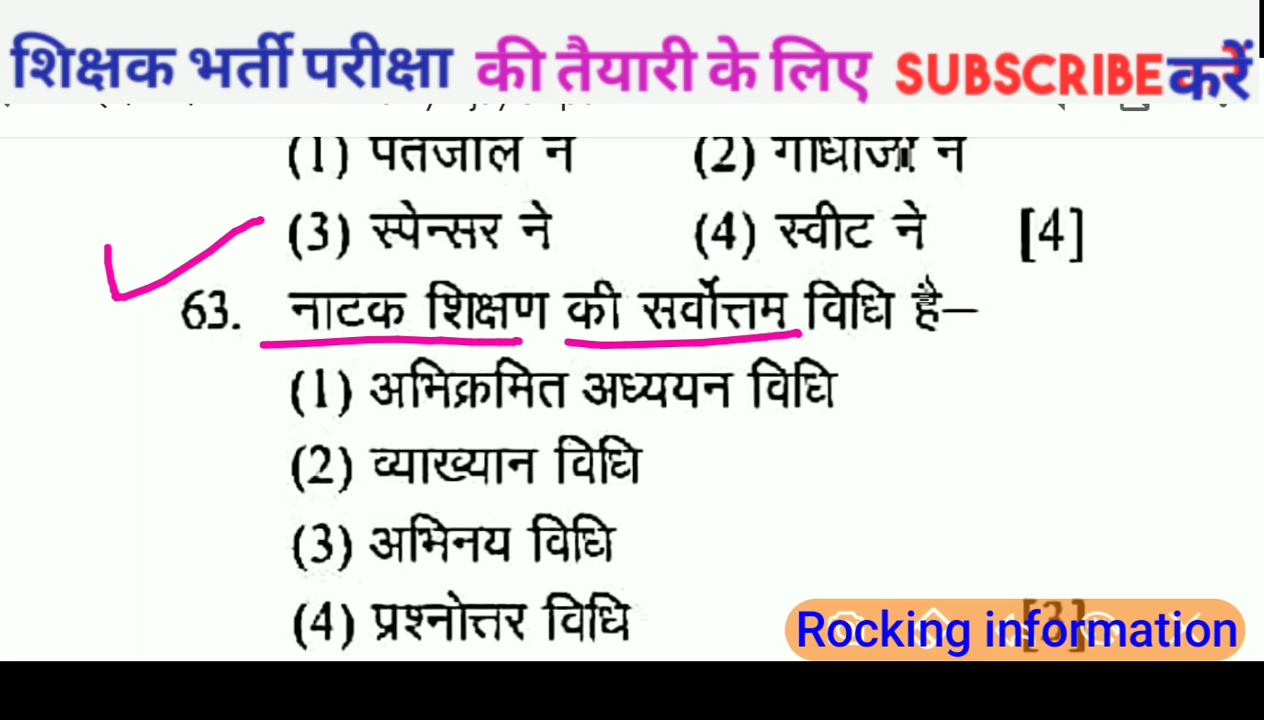 शिक्षक भर्ती परीक्षा की तैयारी के लिए SUBSCRIBE करें
(1) पतंजलि ने (2) गाँधीजी ने
(3) स्पेन्सर ने (4) स्वीट ने [4]
63. नाटक शिक्षण की सर्वोत्तम विधि है–
(1) अभिक्रमित अध्ययन विधि
(2) व्याख्यान विधि
(3) अभिनय विधि
(4) प्रश्नोत्तर विधि [3]
Rocking information